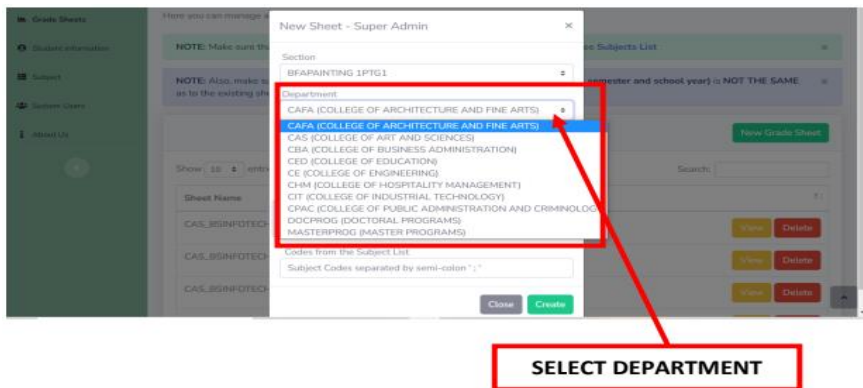 Grade Sheets
Student Information
Subject
System Users
About Us
Here you can manage a
NOTE: Make sure tha
Subjects List
NOTE: Also, make su
semester and school year) is NOT THE SAME
as to the existing she
New Grade Sheet
Show 10 entri
Search:
Sheet Name
CAS_BSINFOTECH
View Delete
CAS_BSINFOTECH
View Delete
CAS_BSINFOTECH
View Delete
New Sheet - Super Admin ×
Section
BFAPAINTING 1PTG1
Department
CAFA (COLLEGE OF ARCHITECTURE AND FINE ARTS)
CAFA (COLLEGE OF ARCHITECTURE AND FINE ARTS)
CAS (COLLEGE OF ART AND SCIENCES)
CBA (COLLEGE OF BUSINESS ADMINISTRATION)
CED (COLLEGE OF EDUCATION)
CE (COLLEGE OF ENGINEERING)
CHM (COLLEGE OF HOSPITALITY MANAGEMENT)
CIT (COLLEGE OF INDUSTRIAL TECHNOLOGY)
CPAC (COLLEGE OF PUBLIC ADMINISTRATION AND CRIMINOLOG
DOCPROG (DOCTORAL PROGRAMS)
MASTERPROG (MASTER PROGRAMS)
Codes from the Subject List
Subject Codes separated by semi-colon ' ; '
Close Create
SELECT DEPARTMENT